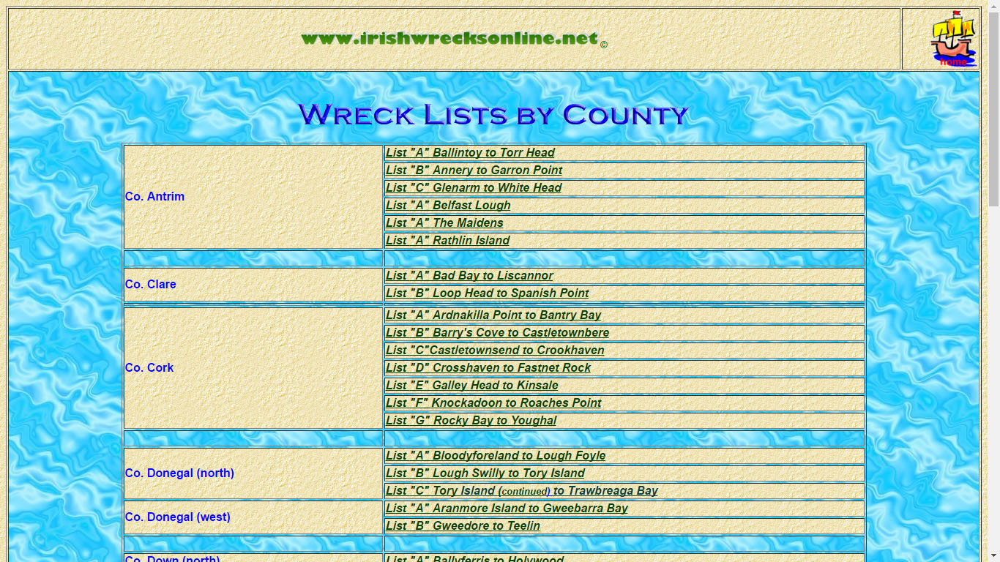 www.irishwrecksonline.net©
home
Wreck Lists by County
Co. Antrim
List "A" Ballintoy to Torr Head
List "B" Annery to Garron Point
List "C" Glenarm to White Head
List "A" Belfast Lough
List "A" The Maidens
List "A" Rathlin Island
Co. Clare
List "A" Bad Bay to Liscannor
List "B" Loop Head to Spanish Point
Co. Cork
List "A" Ardnakilla Point to Bantry Bay
List "B" Barry's Cove to Castletownbere
List "C"Castletownsend to Crookhaven
List "D" Crosshaven to Fastnet Rock
List "E" Galley Head to Kinsale
List "F" Knockadoon to Roaches Point
List "G" Rocky Bay to Youghal
Co. Donegal (north)
List "A" Bloodyforeland to Lough Foyle
List "B" Lough Swilly to Tory Island
List "C" Tory Island (continued) to Trawbreaga Bay
Co. Donegal (west)
List "A" Aranmore Island to Gweebarra Bay
List "B" Gweedore to Teelin
Co. Down (north)
List "A" Ballyferris to Holywood